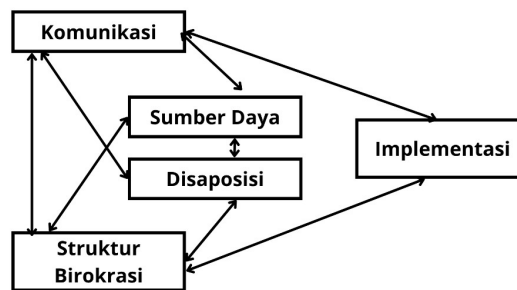 Komunikasi
Sumber Daya
Implementasi
Disaposisi
Struktur
Birokrasi